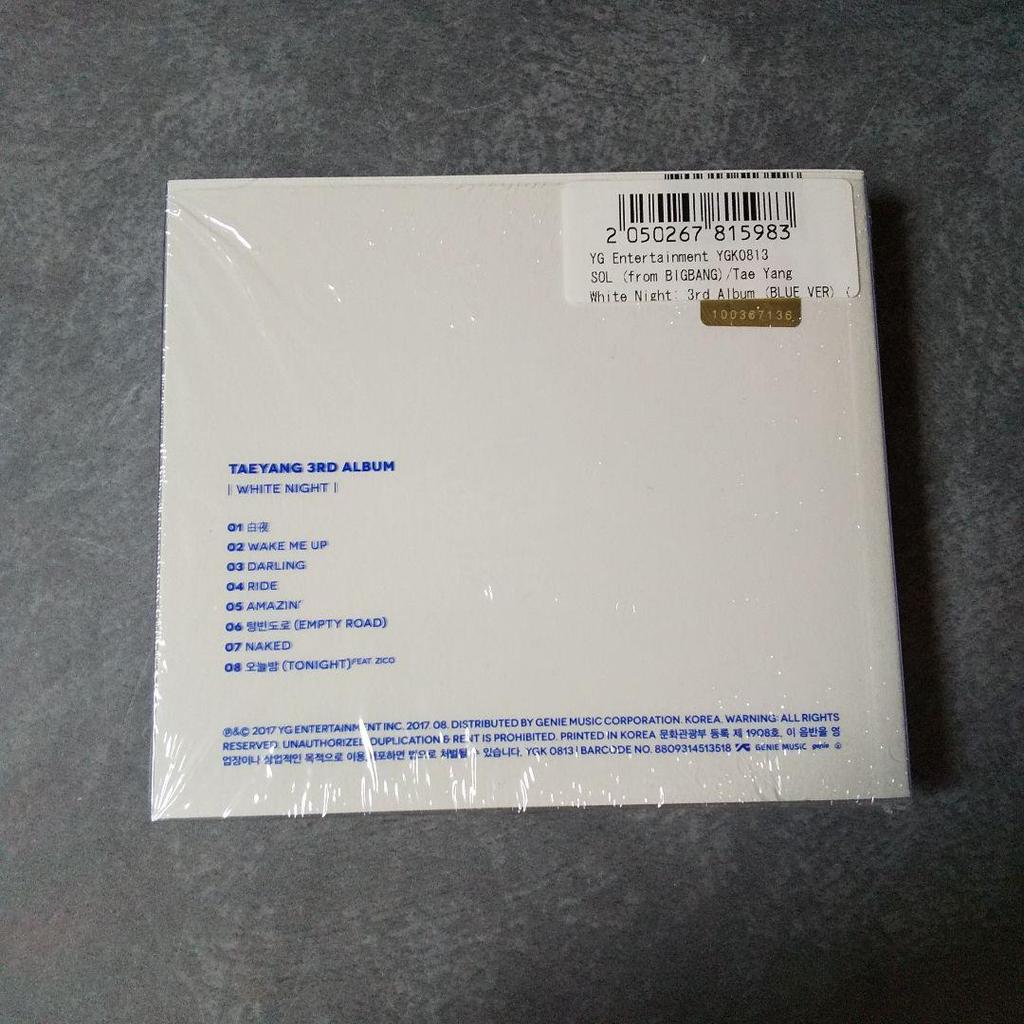 2 050267 815983
YG Entertainment YGK0813
SOL (from BIGBANG)/Tae Yang
White Night: 3rd Album (BLUE VER) (
100367136
TAEYANG 3RD ALBUM
| WHITE NIGHT |
01 白夜
02 WAKE ME UP
03 DARLING
04 RIDE
05 AMAZIN'
06 텅빈도로 (EMPTY ROAD)
07 NAKED
08 오늘밤 (TONIGHT) FEAT. ZICO
℗&© 2017 YG ENTERTAINMENT INC. 2017. 08. DISTRIBUTED BY GENIE MUSIC CORPORATION. KOREA. WARNING: ALL RIGHTS
RESERVED. UNAUTHORIZED DUPLICATION & RENT IS PROHIBITED. PRINTED IN KOREA 문화관광부 등록 제 1908호. 이 음반을 영
업장이나 상업적인 목적으로 이용, 배포하면 법으로 처벌될 수 있습니다. YGK 0813 | BARCODE NO. 8809314513518 YG GENIE MUSIC genie